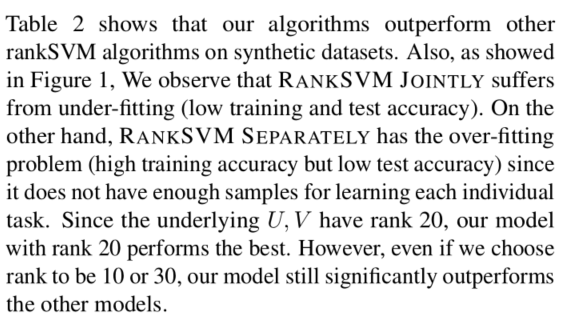 Table 2 shows that our algorithms outperform other
rankSVM algorithms on synthetic datasets. Also, as showed
in Figure 1, We observe that RANKSVM JOINTLY suffers
from under-fitting (low training and test accuracy). On the
other hand, RANKSVM SEPARATELY has the over-fitting
problem (high training accuracy but low test accuracy) since
it does not have enough samples for learning each individual
task. Since the underlying U, V have rank 20, our model
with rank 20 performs the best. However, even if we choose
rank to be 10 or 30, our model still significantly outperforms
the other models.